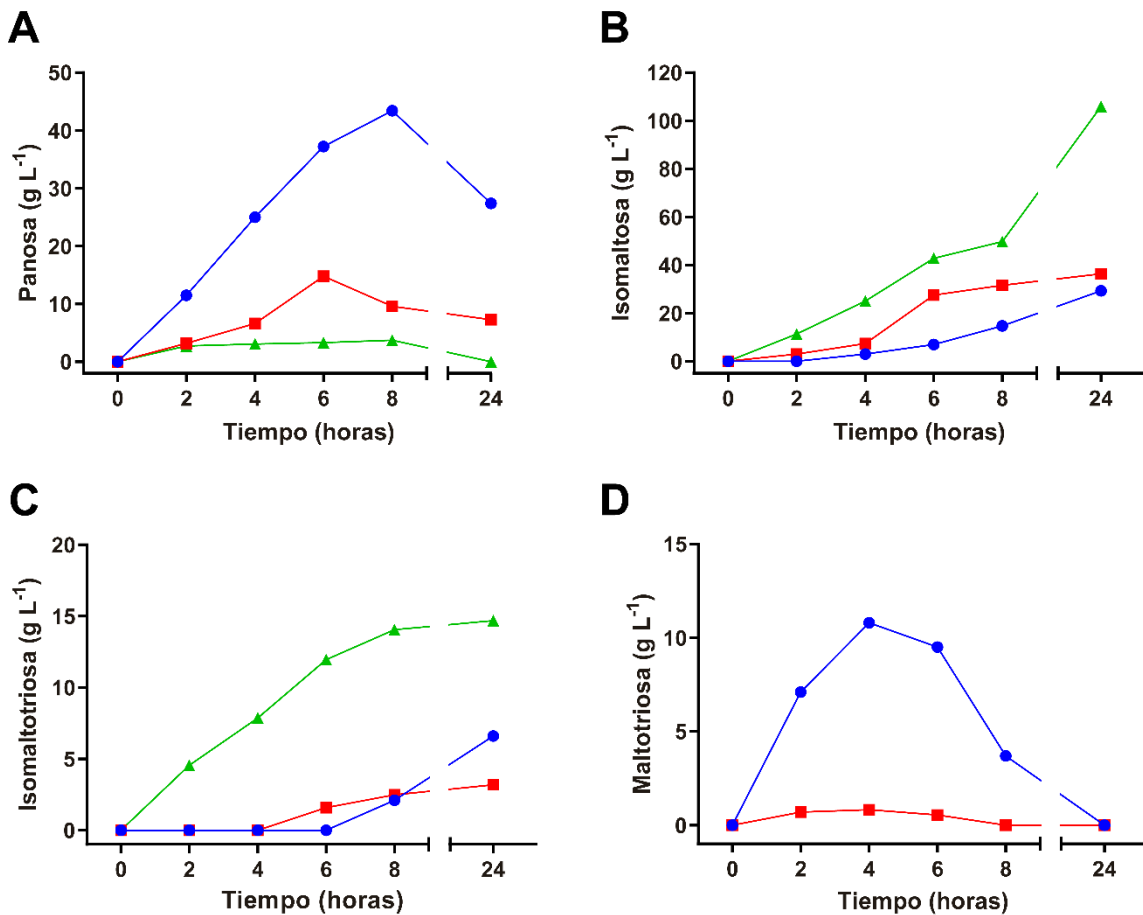 A
Panosa (g L⁻¹)
50
40
30
20
10
0
0 2 4 6 8 24
Tiempo (horas)
B
Isomaltosa (g L⁻¹)
120
100
80
60
40
20
0
0 2 4 6 8 24
Tiempo (horas)
C
Isomaltotriosa (g L⁻¹)
20
15
10
5
0
0 2 4 6 8 24
Tiempo (horas)
D
Maltotriosa (g L⁻¹)
15
10
5
0
0 2 4 6 8 24
Tiempo (horas)